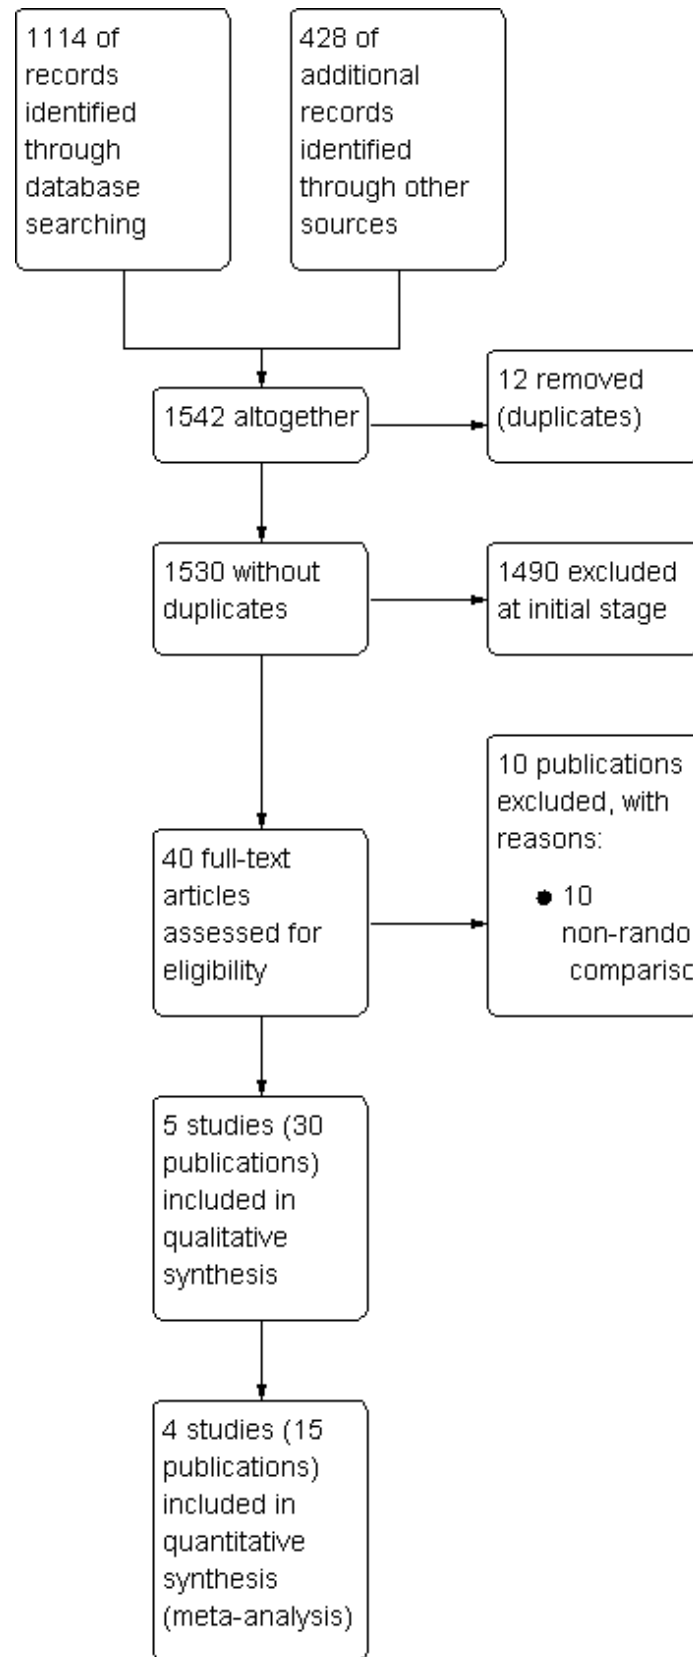 1114 of
records
identified
through
database
searching
428 of
additional
records
identified
through other
sources
1542 altogether
12 removed
(duplicates)
1530 without
duplicates
1490 excluded
at initial stage
40 full-text
articles
assessed for
eligibility
10 publications
excluded, with
reasons:
● 10
non-rando
comparisc
5 studies (30
publications)
included in
qualitative
synthesis
4 studies (15
publications)
included in
quantitative
synthesis
(meta-analysis)